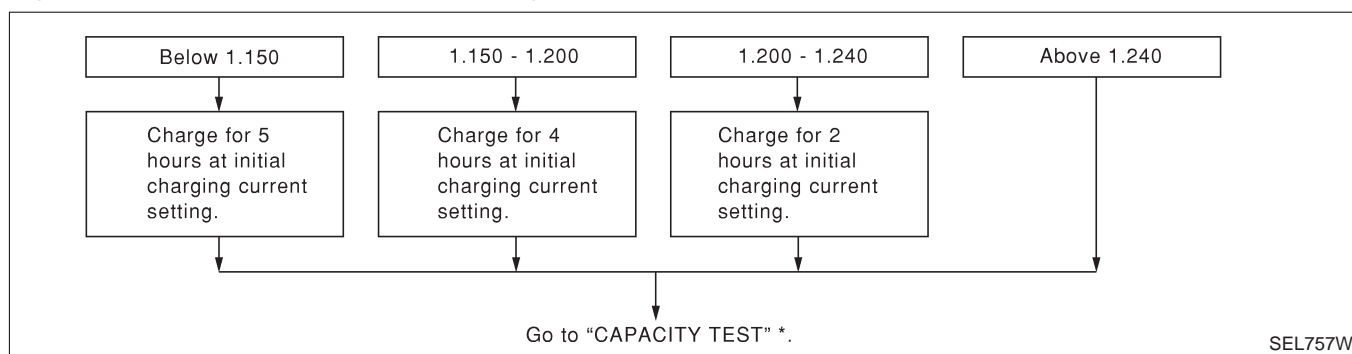 Below 1.150
1.150 - 1.200
1.200 - 1.240
Above 1.240
Charge for 5
hours at initial
charging current
setting.
Charge for 4
hours at initial
charging current
setting.
Charge for 2
hours at initial
charging current
setting.
Go to “CAPACITY TEST” *.
SEL757W